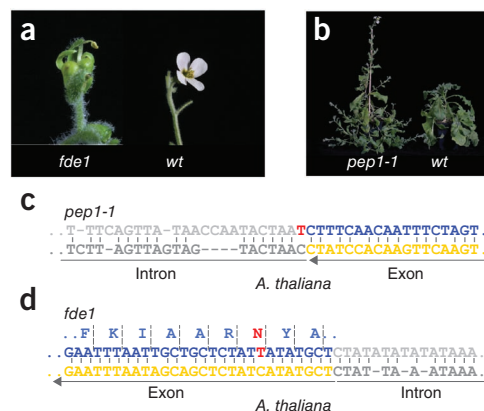 a
b
fde1 wt
pep1-1 wt
c
pep1-1
..T-TTCAGTTA-TAACCAATACTAATCTTTCAACAATTTCTAGT..
..TCTT-AGTTAGTAG----TACTAACCTATCCACAAGTTCAAGT..
Intron Exon
A. thaliana
d
fde1
..F K I A A R N Y A.
..GAATTTAATTGCTGCTCTATTATATGCTCTATATATATATAAA..
..GAATTTAATAGCAGCTCTATCATATGCTCTAT-TA-A-ATAAA..
Exon Intron
A. thaliana